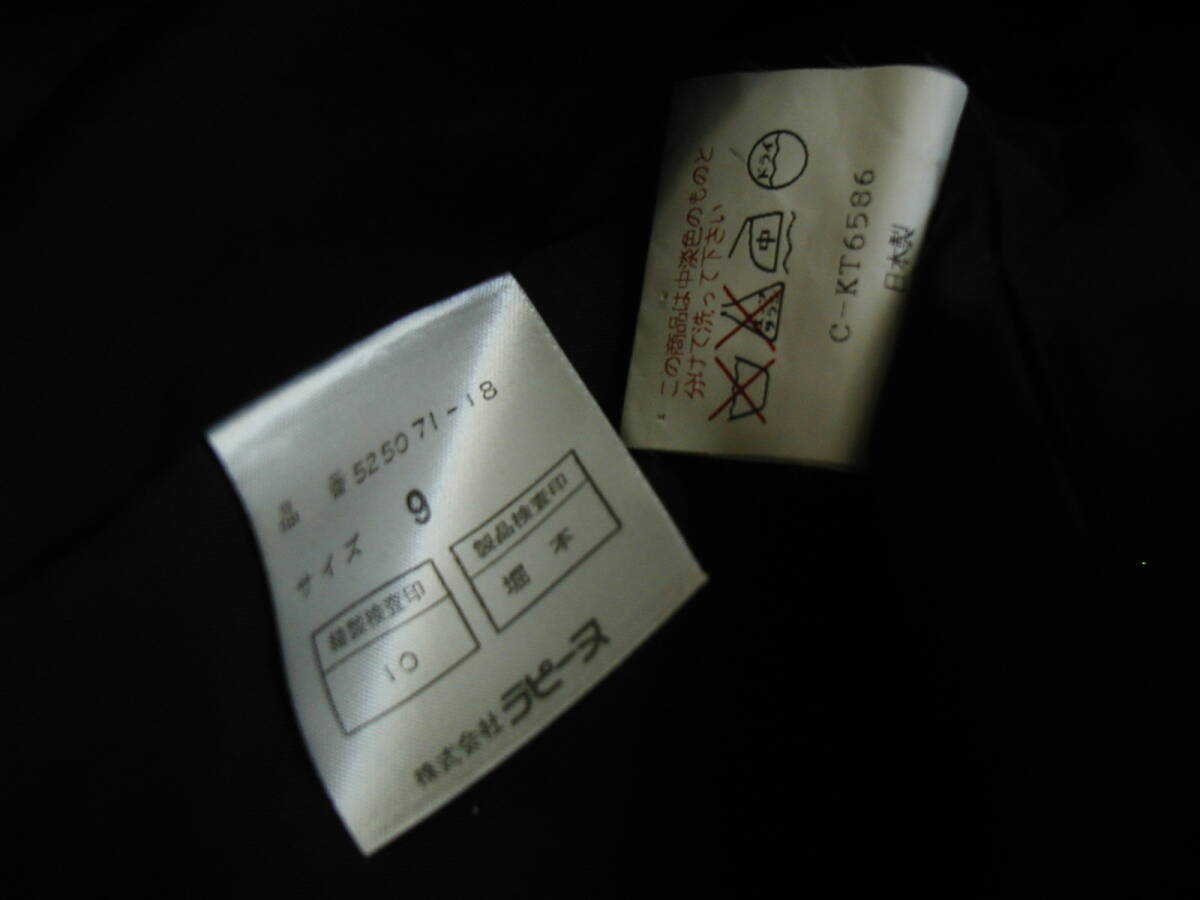 品 番 525071-18
サイズ 9
縫製検査印
10
製品検査印
堀本
株式会社 ラピーヌ
この商品は中淡色のものと
分けて洗って下さい
ドライ
中
C-KT6586
日本製